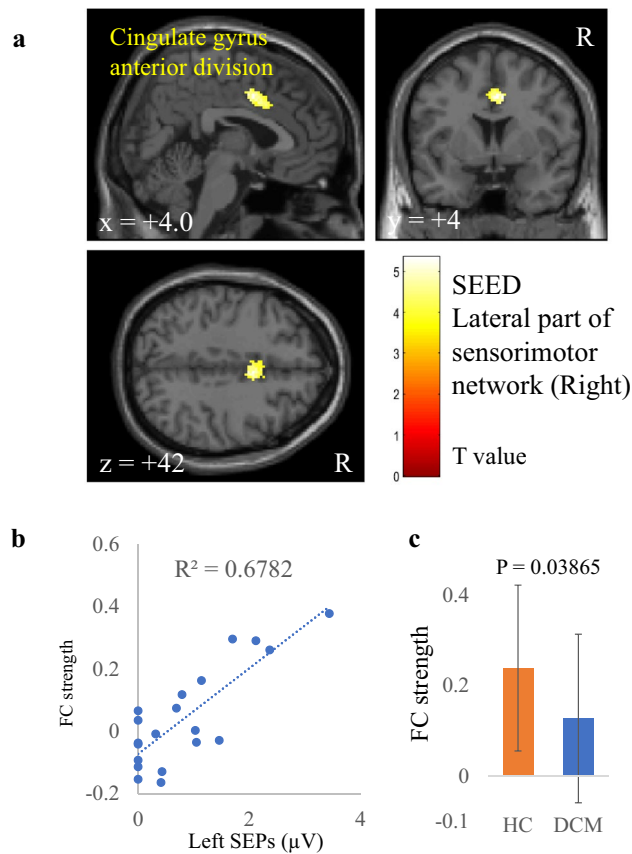 a
Cingulate gyrus
anterior division
x = +4.0
R
y = +4
z = +42
R
5
4
3
2
1
0
SEED
Lateral part of
sensorimotor
network (Right)
T value
b
0.6
0.4
0.2
0
-0.2
FC strength
R² = 0.6782
0
2
4
Left SEPs (µV)
c
P = 0.03865
0.4
0.2
0
-0.1
FC strength
HC
DCM